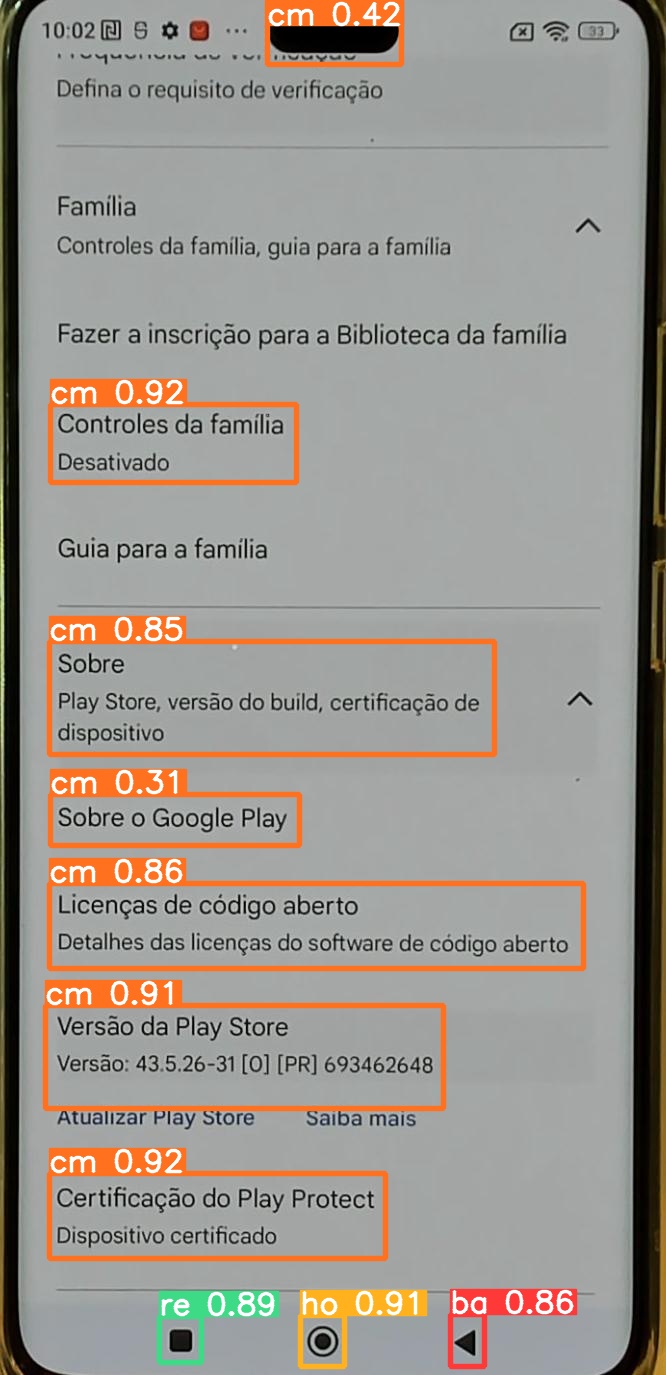 cm 0.42
10:02
33
Frequência de verificação
Defina o requisito de verificação
Família
Controles da família, guia para a família
Fazer a inscrição para a Biblioteca da família
cm 0.92
Controles da família
Desativado
Guia para a família
cm 0.85
Sobre
Play Store, versão do build, certificação de
dispositivo
cm 0.31
Sobre o Google Play
cm 0.86
Licenças de código aberto
Detalhes das licenças do software de código aberto
cm 0.91
Versão da Play Store
Versão: 43.5.26-31 [0] [PR] 693462648
Atualizar Play Store Saiba mais
cm 0.92
Certificação do Play Protect
Dispositivo certificado
re 0.89 ho 0.91 ba 0.86